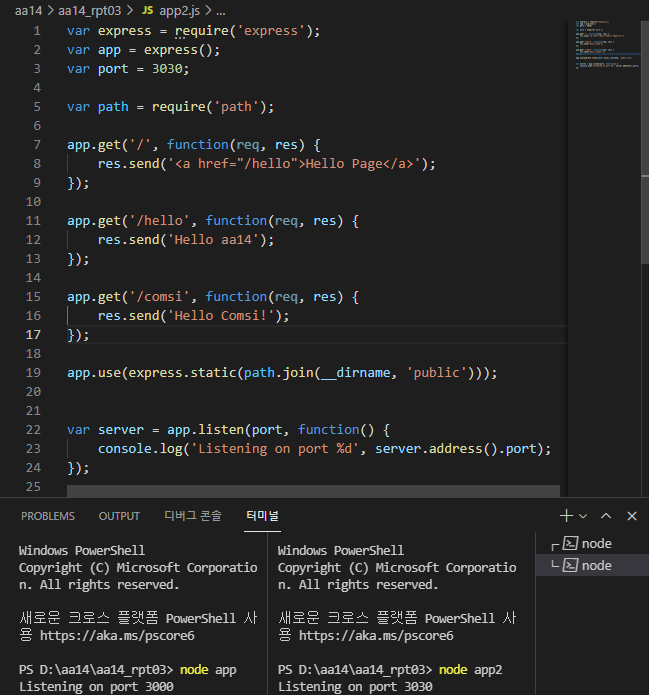 aa14 > aa14_rpt03 > JS app2.js > ...
1 var express = require('express');
2 var app = express();
3 var port = 3030;
4
5 var path = require('path');
6
7 app.get('/', function(req, res) {
8     res.send('<a href="/hello">Hello Page</a>');
9 });
10
11 app.get('/hello', function(req, res) {
12     res.send('Hello aa14');
13 });
14
15 app.get('/comsi', function(req, res) {
16     res.send('Hello Comsi!');
17 });
18
19 app.use(express.static(path.join(__dirname, 'public')));
20
21
22 var server = app.listen(port, function() {
23     console.log('Listening on port %d', server.address().port);
24 });
25
PROBLEMS OUTPUT 디버그 콘솔 터미널
Windows PowerShell
Copyright (C) Microsoft Corporatio
n. All rights reserved.
새로운 크로스 플랫폼 PowerShell 사
용 https://aka.ms/pscore6
PS D:\aa14\aa14_rpt03> node app
Listening on port 3000
Windows PowerShell
Copyright (C) Microsoft Corporatio
n. All rights reserved.
새로운 크로스 플랫폼 PowerShell 사
용 https://aka.ms/pscore6
PS D:\aa14\aa14_rpt03> node app2
Listening on port 3030
node
node